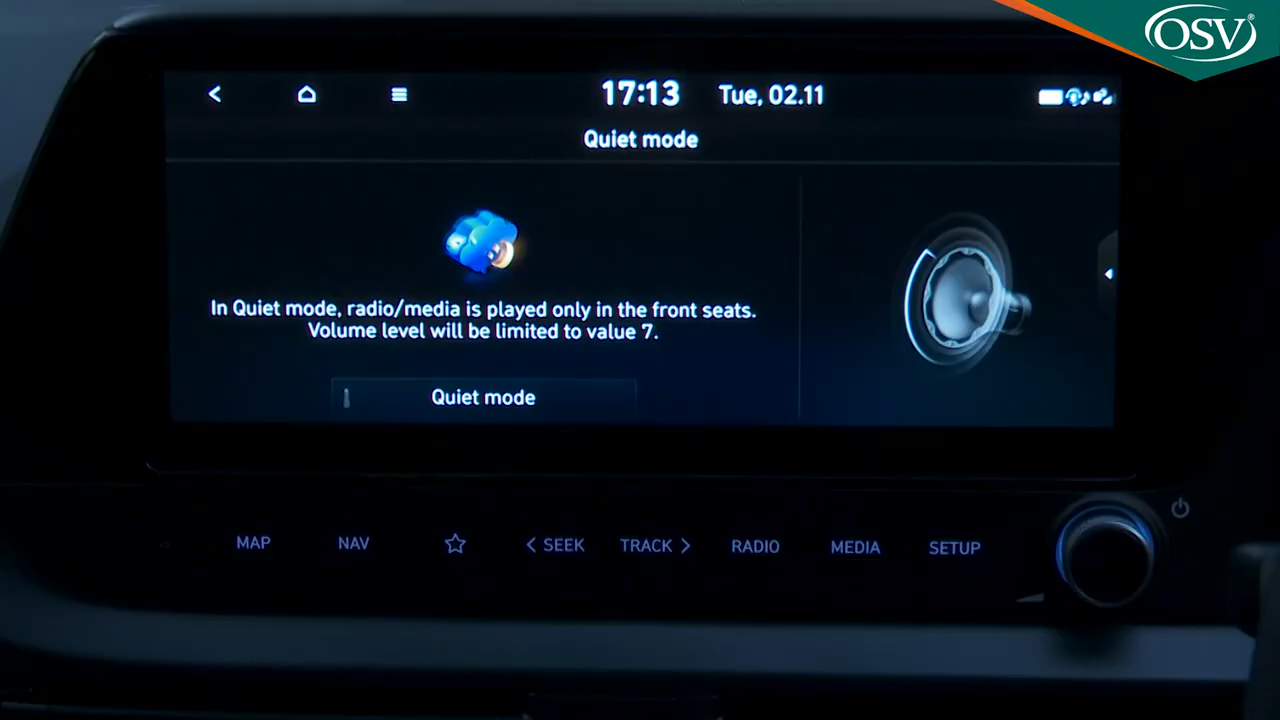 OSV®
17:13 Tue, 02.11
Quiet mode
In Quiet mode, radio/media is played only in the front seats.
Volume level will be limited to value 7.
Quiet mode
MAP NAV SEEK TRACK RADIO MEDIA SETUP